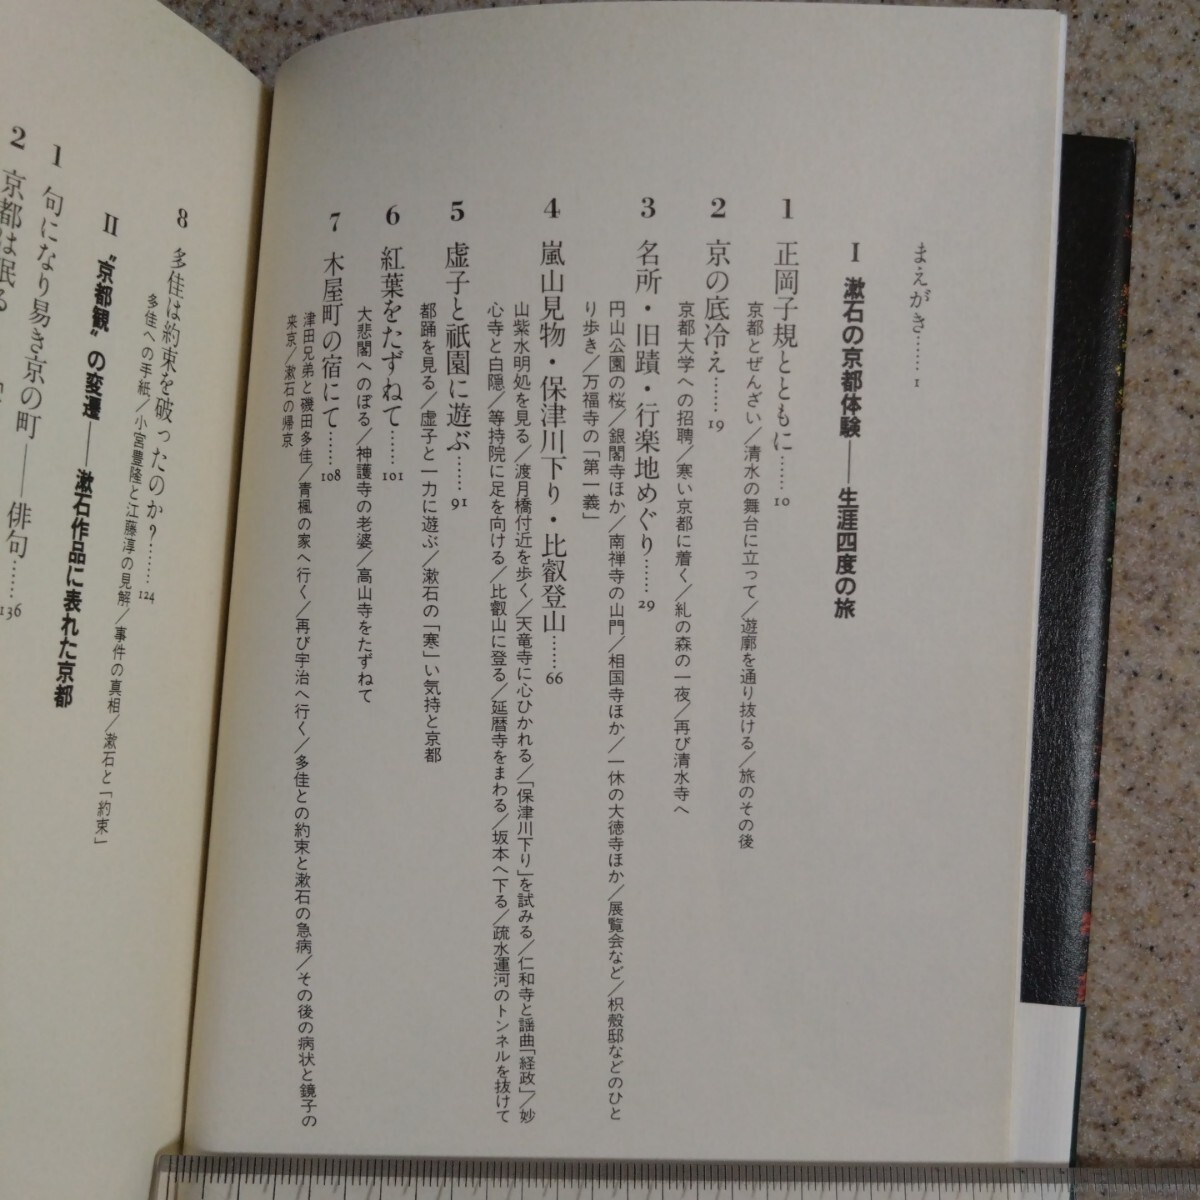 まえがき……1
I 漱石の京都体験――生涯四度の旅
1 正岡子規とともに……10
京都とぜんざい／清水の舞台に立って／遊廓を通り抜ける／旅のその後
2 京の底冷え……19
京都大学への招聘／寒い京都に着く／糺の森の一夜／再び清水寺へ
3 名所・旧蹟・行楽地めぐり……29
円山公園の桜／銀閣寺ほか／南禅寺の山門／相国寺ほか／一休の大徳寺ほか／展覧会など／枳殻邸などのひと
り歩き／万福寺の「第一義」
4 嵐山見物・保津川下り・比叡登山……66
山紫水明処を見る／渡月橋付近を歩く／天竜寺に心ひかれる／「保津川下り」を試みる／仁和寺と謡曲「経政」／妙
心寺と白隠／等持院に足を向ける／比叡山に登る／延暦寺をまわる／坂本へ下る／疏水運河のトンネルを抜けて
5 虚子と祇園に遊ぶ……91
都踊を見る／虚子と一力に遊ぶ／漱石の「寒」い気持と京都
6 紅葉をたずねて……101
大悲閣へのぼる／神護寺の老婆／高山寺をたずねて
7 木屋町の宿にて……108
津田兄弟と磯田多佳／青楓の家へ行く／再び宇治へ行く／多佳との約束と漱石の急病／その後の病状と鏡子の
来京／漱石の帰京
8 多佳は約束を破ったのか?……124
多佳への手紙／小宮豊隆と江藤淳の見解／事件の真相／漱石と「約束」
II “京都観”の変遷――漱石作品に表れた京都
1 句になり易き京の町――俳句……136
2 京都は眠る